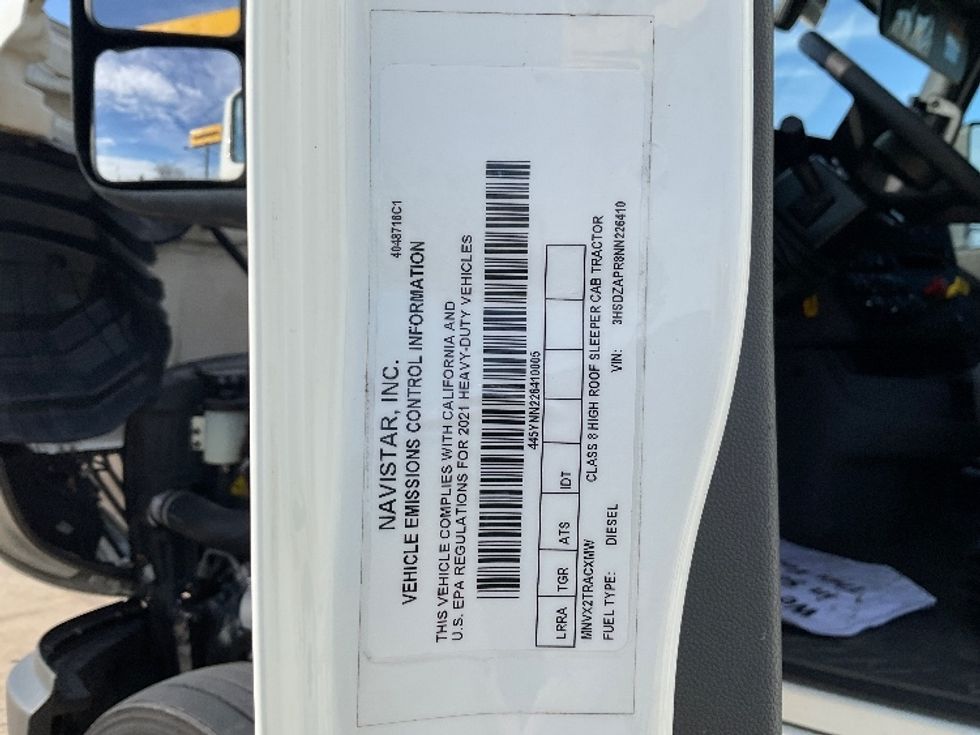 4048718C1
NAVISTAR, INC.
VEHICLE EMISSIONS CONTROL INFORMATION
THIS VEHICLE COMPLIES WITH CALIFORNIA AND
U.S. EPA REGULATIONS FOR 2021 HEAVY-DUTY VEHICLES
445YNN226410005
LRRA TGR ATS IDT
MNVX2TRACXMW CLASS 8 HIGH ROOF SLEEPER CAB TRACTOR
FUEL TYPE: DIESEL VIN: 3HSDZAPR8NN226410